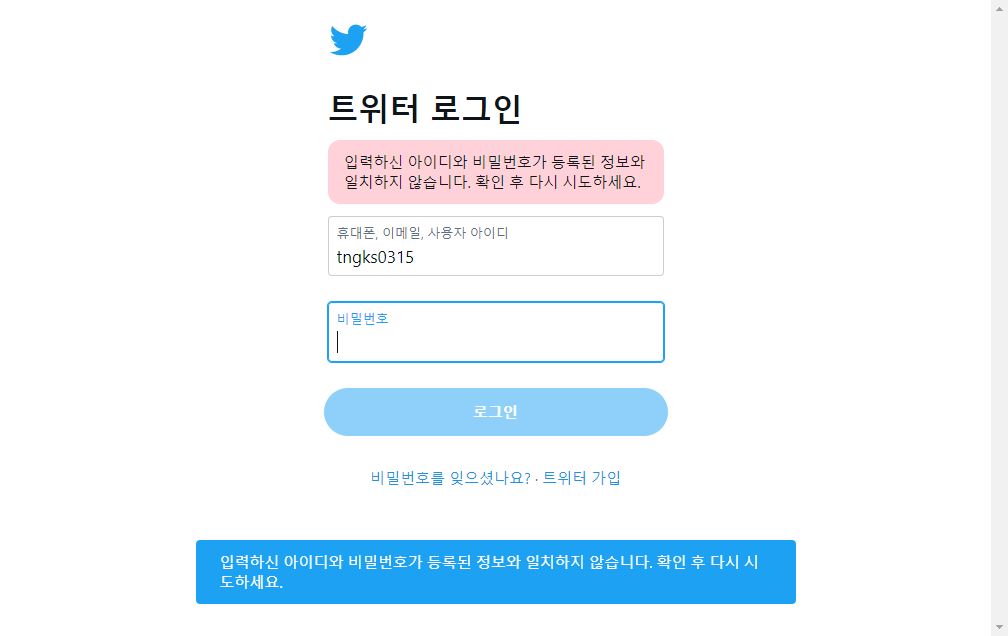 트위터 로그인
입력하신 아이디와 비밀번호가 등록된 정보와
일치하지 않습니다. 확인 후 다시 시도하세요.
휴대폰, 이메일, 사용자 아이디
tngks0315
비밀번호
로그인
비밀번호를 잊으셨나요? · 트위터 가입
입력하신 아이디와 비밀번호가 등록된 정보와 일치하지 않습니다. 확인 후 다시 시
도하세요.